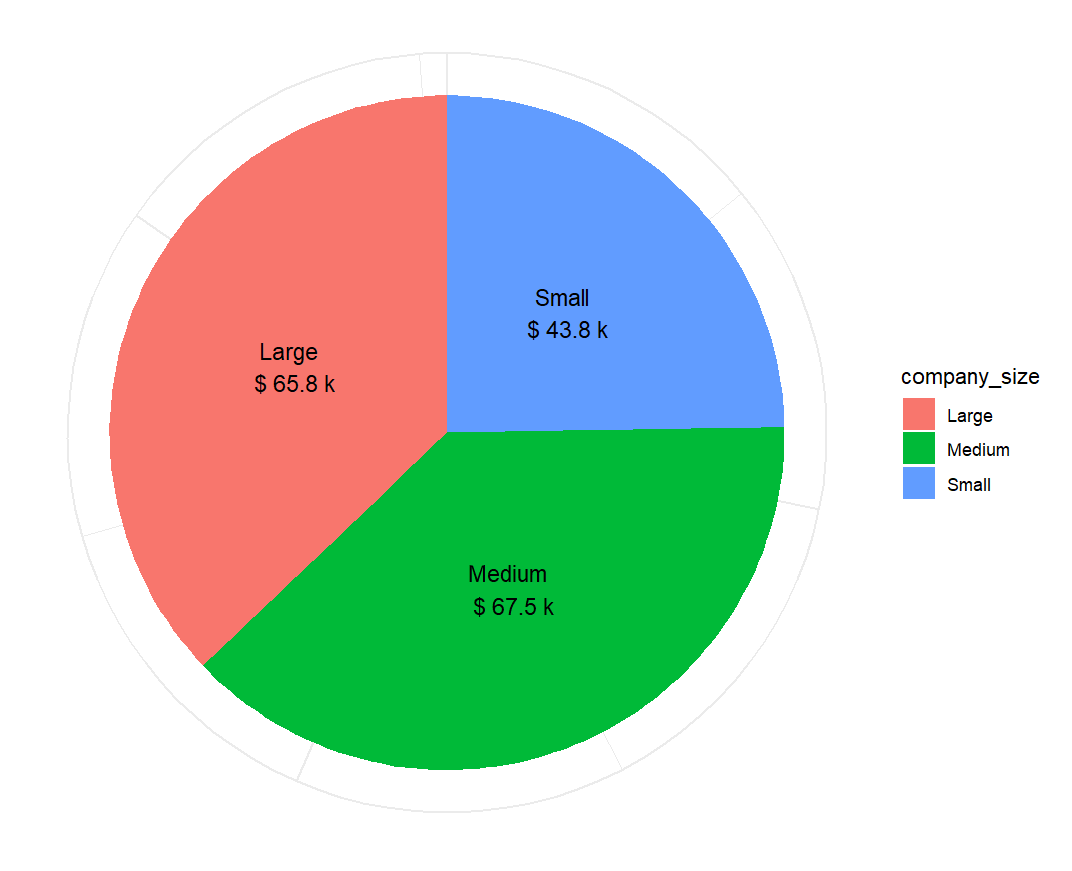 Small
$ 43.8 k
Large
$ 65.8 k
Medium
$ 67.5 k
company_size
Large
Medium
Small